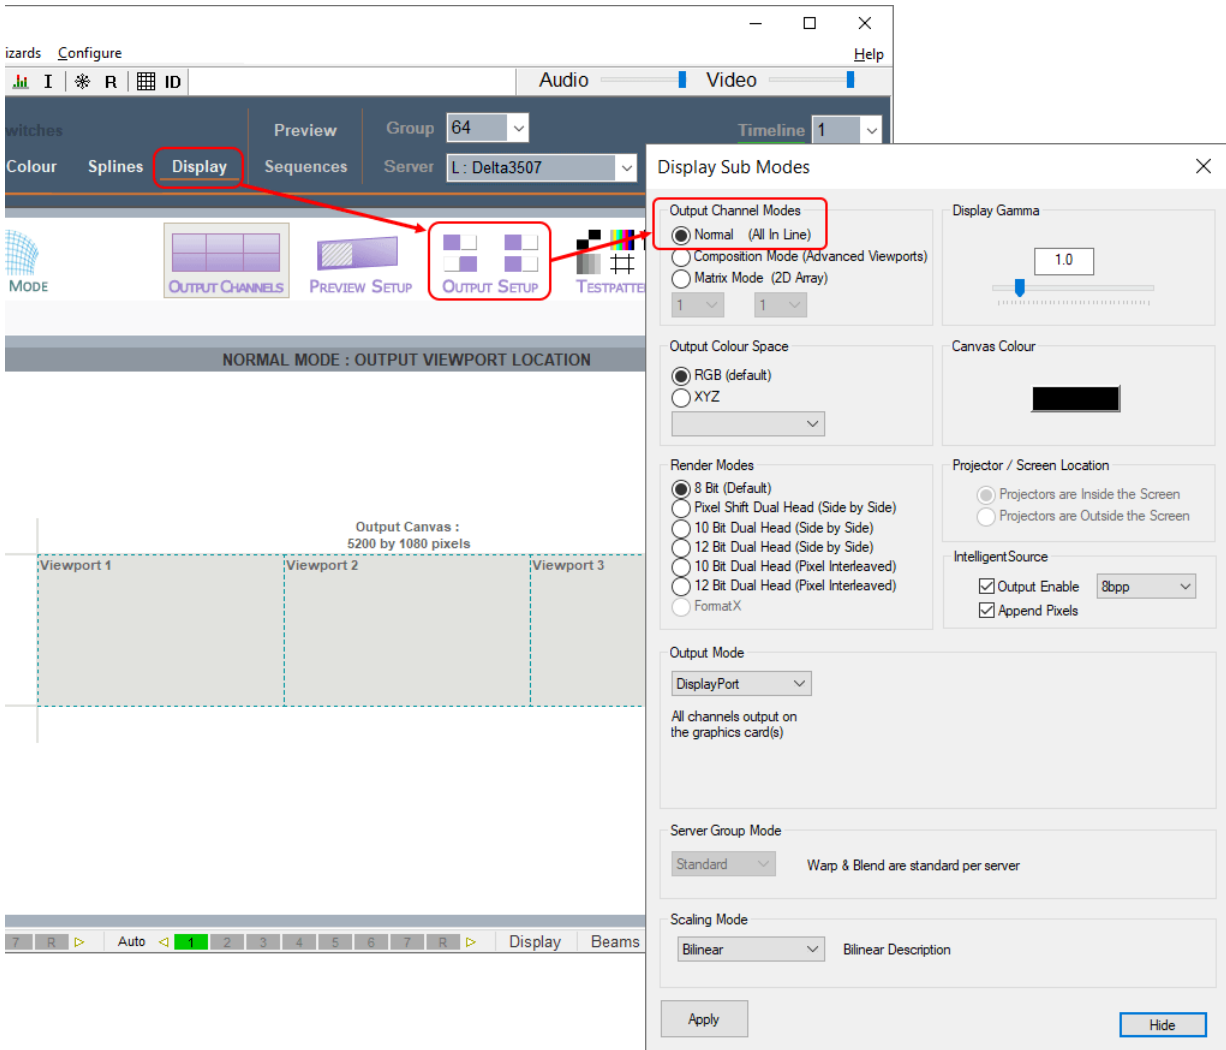 izards Configure
Help
I R ID
Audio Video
witches
Preview Group 64
Timeline 1
Colour Splines Display Sequences Server L : Delta3507
MODE
OUTPUT CHANNELS
PREVIEW SETUP
OUTPUT SETUP
TESTPATTE
NORMAL MODE : OUTPUT VIEWPORT LOCATION
Output Canvas :
5200 by 1080 pixels
Viewport 1 Viewport 2 Viewport 3
7 R Auto 1 2 3 4 5 6 7 R Display Beams
Display Sub Modes
Output Channel Modes
Normal (All In Line)
Composition Mode (Advanced Viewports)
Matrix Mode (2D Array)
1 1
Display Gamma
1.0
Output Colour Space
RGB (default)
XYZ
Canvas Colour
Render Modes
8 Bit (Default)
Pixel Shift Dual Head (Side by Side)
10 Bit Dual Head (Side by Side)
12 Bit Dual Head (Side by Side)
10 Bit Dual Head (Pixel Interleaved)
12 Bit Dual Head (Pixel Interleaved)
FormatX
Projector / Screen Location
Projectors are Inside the Screen
Projectors are Outside the Screen
IntelligentSource
Output Enable 8bpp
Append Pixels
Output Mode
DisplayPort
All channels output on
the graphics card(s)
Server Group Mode
Standard Warp & Blend are standard per server
Scaling Mode
Bilinear Bilinear Description
Apply
Hide